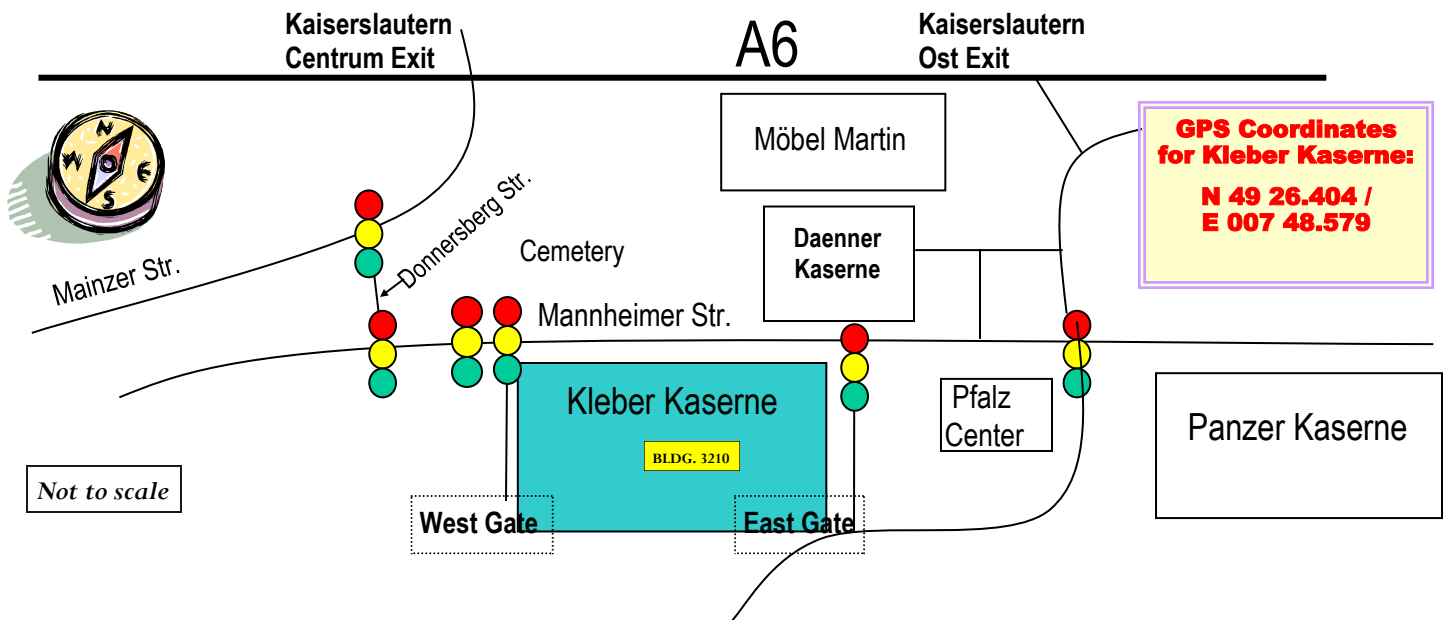 Kaiserslautern
Centrum Exit
A6
Kaiserslautern
Ost Exit
Möbel Martin
GPS Coordinates
for Kleber Kaserne:
N 49 26.404 /
E 007 48.579
N
W
E
S
Mainzer Str.
Donnersberg Str.
Cemetery
Daenner
Kaserne
Mannheimer Str.
Kleber Kaserne
BLDG. 3210
Pfalz
Center
Panzer Kaserne
Not to scale
West Gate
East Gate